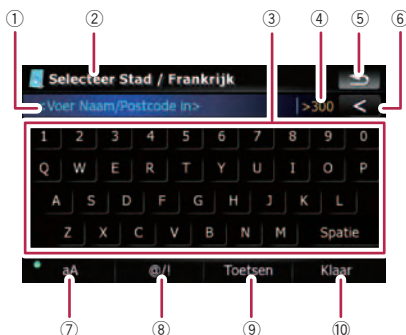 ① ② ③ ④ ⑤ ⑥
Selecteer Stad / Frankrijk
<Voer Naam/Postcode in> >300 <
1 2 3 4 5 6 7 8 9 0
Q W E R T Y U I O P
A S D F G H J K L
Z X C V B N M Spatie
aA @/! Toetsen Klaar
⑦ ⑧ ⑨ ⑩